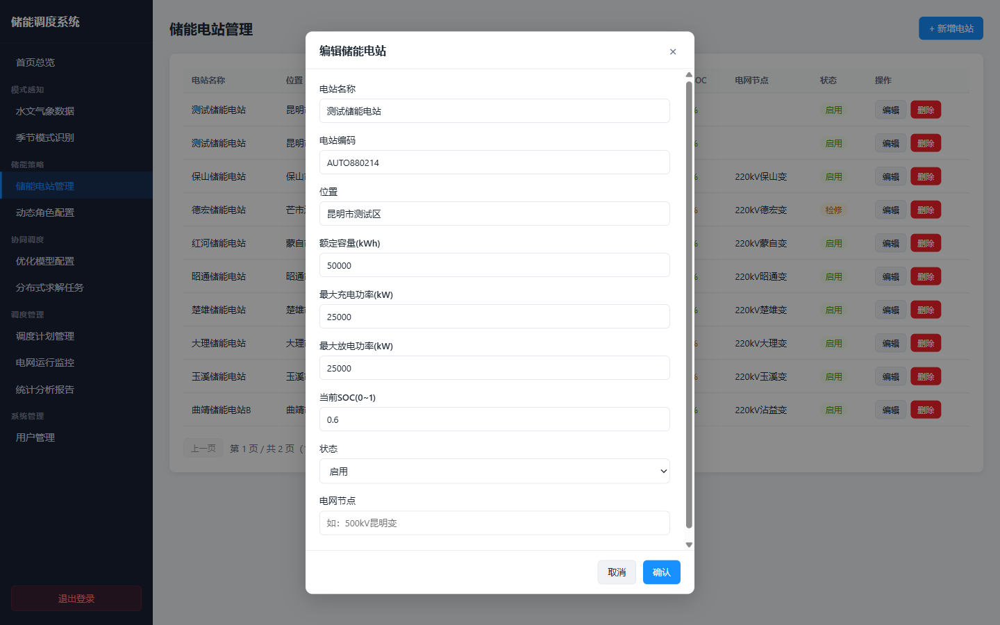 储能调度系统
首页总览
模式感知
水文气象数据
季节模式识别
储能策略
储能电站管理
动态角色配置
协同调度
优化模型配置
分布式求解任务
调度管理
调度计划管理
电网运行监控
统计分析报告
系统管理
用户管理
退出登录
储能电站管理
+ 新增电站
电站名称 位置 OC 电网节点 状态 操作
测试储能电站 昆明 % 启用 编辑 删除
测试储能电站 昆明 % 启用 编辑 删除
保山储能电站 保山 % 220kV保山变 启用 编辑 删除
德宏储能电站 芒市 % 220kV德宏变 检修 编辑 删除
红河储能电站 蒙自 % 220kV蒙自变 启用 编辑 删除
昭通储能电站 昭通 % 220kV昭通变 启用 编辑 删除
楚雄储能电站 楚雄 % 220kV楚雄变 启用 编辑 删除
大理储能电站 大理 % 220kV大理变 启用 编辑 删除
玉溪储能电站 玉溪 % 220kV玉溪变 启用 编辑 删除
曲靖储能电站B 曲靖 % 220kV沾益变 启用 编辑 删除
上一页 第 1 页 / 共 2 页（
编辑储能电站
×
电站名称
测试储能电站
电站编码
AUTO880214
位置
昆明市测试区
额定容量(kWh)
50000
最大充电功率(kW)
25000
最大放电功率(kW)
25000
当前SOC(0~1)
0.6
状态
启用
电网节点
如：500kV昆明变
取消 确认